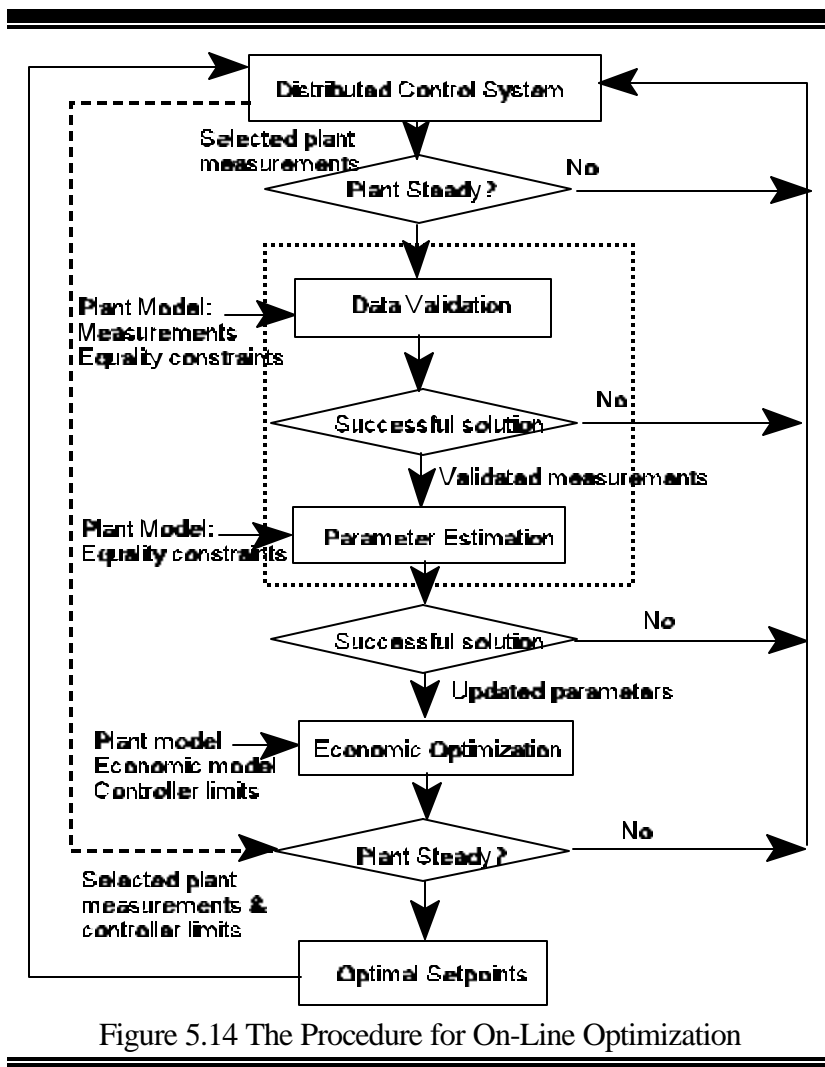 Distributed Control System
Selected plant
measurements
No
Plant Steady?
Data Validation
Plant Model:
Measurements
Equality constraints
No
Successful solution
Validated measurements
Plant Model:
Equality constraints
Parameter Estimation
No
Successful solution
Updated parameters
Plant model
Economic model
Controller limits
Economic Optimization
No
Plant Steady?
Selected plant
measurements &
controller limits
Optimal Setpoints
Figure 5.14 The Procedure for On-Line Optimization